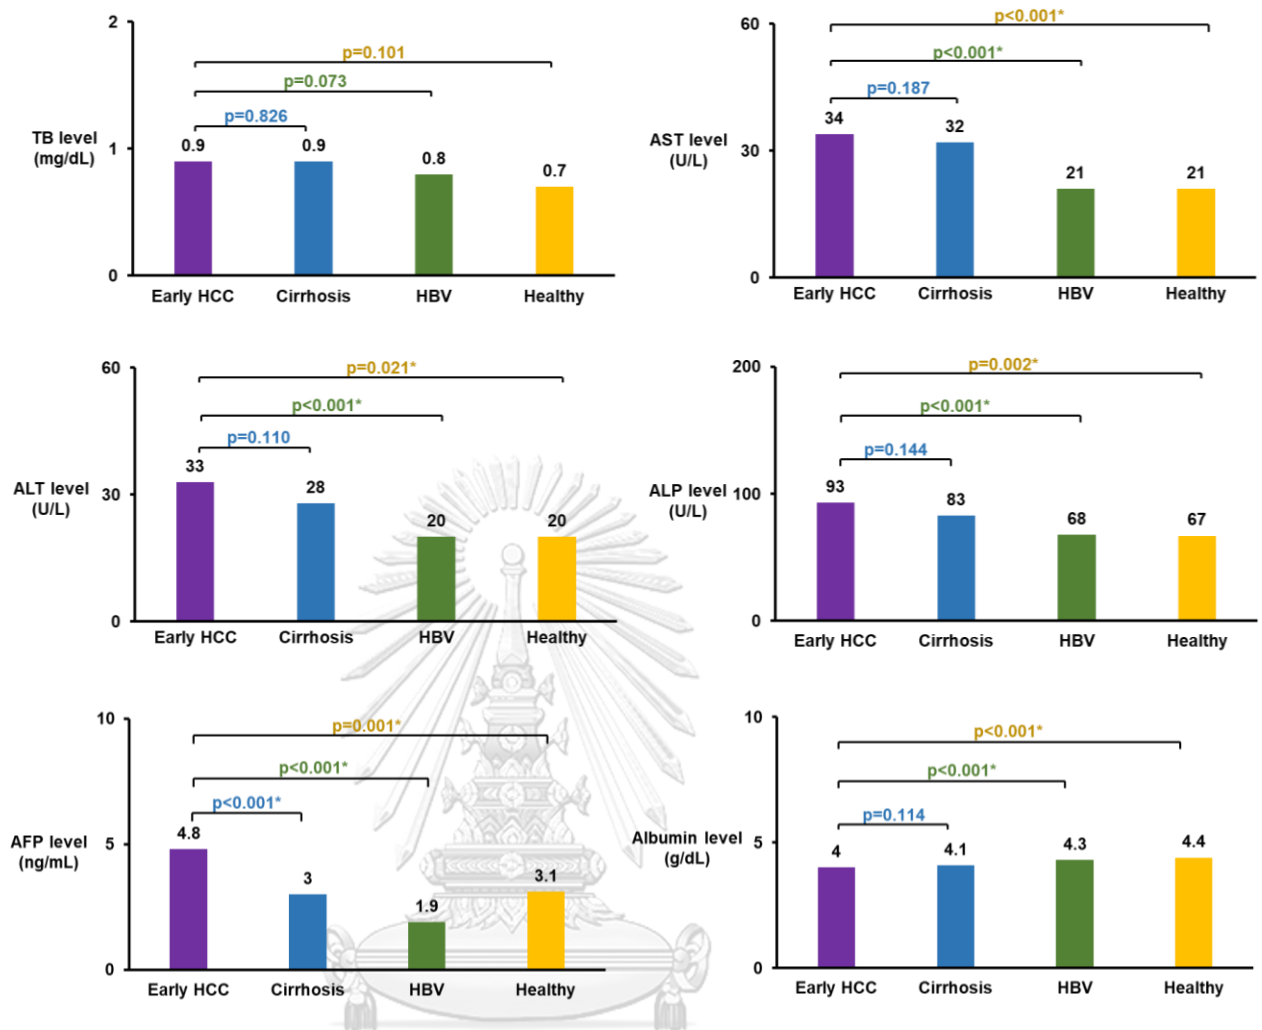 2
p=0.101
p=0.073
p=0.826
TB level
(mg/dL)
1
0.9
0.9
0.8
0.7
0
Early HCC
Cirrhosis
HBV
Healthy
60
p<0.001*
p<0.001*
p=0.187
AST level
(U/L)
34
32
30
21
21
0
Early HCC
Cirrhosis
HBV
Healthy
60
p=0.021*
p<0.001*
p=0.110
ALT level
(U/L)
33
30
28
20
20
0
Early HCC
Cirrhosis
HBV
Healthy
200
p=0.002*
p<0.001*
p=0.144
ALP level
(U/L)
100
93
83
68
67
0
Early HCC
Cirrhosis
HBV
Healthy
10
p=0.001*
p<0.001*
p<0.001*
AFP level
(ng/mL)
5
4.8
3
1.9
3.1
0
Early HCC
Cirrhosis
HBV
Healthy
10
p<0.001*
p<0.001*
p=0.114
Albumin level
(g/dL)
5
4
4.1
4.3
4.4
0
Early HCC
Cirrhosis
HBV
Healthy